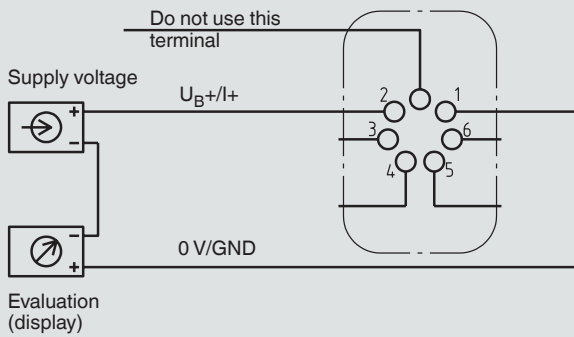 Do not use this
terminal
Supply voltage
U_B+/I+
+
-
2
1
3
6
4
5
-
+
0 V/GND
Evaluation
(display)